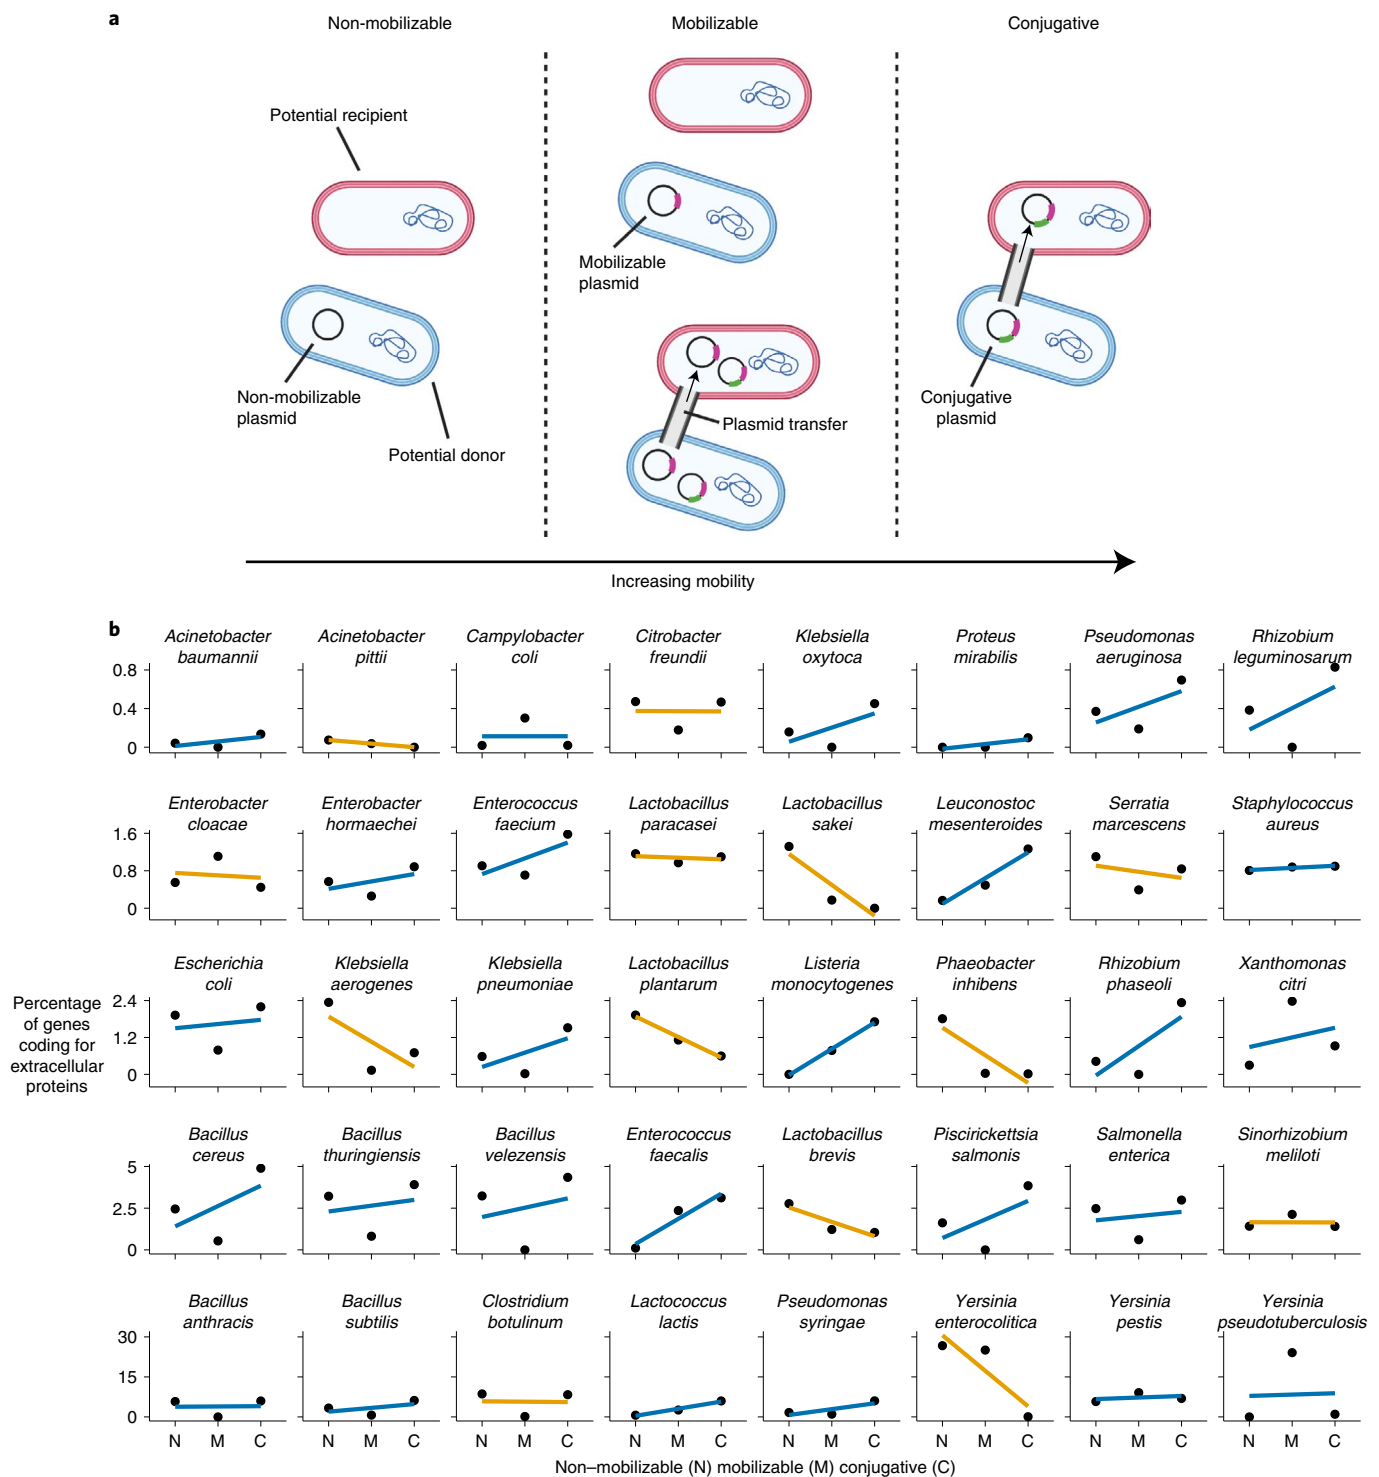 a
Non-mobilizable
Mobilizable
Conjugative
Potential recipient
Mobilizable
plasmid
Non-mobilizable
plasmid
Conjugative
plasmid
Plasmid transfer
Potential donor
Increasing mobility
b
Acinetobacter
baumannii
Acinetobacter
pittii
Campylobacter
coli
Citrobacter
freundii
Klebsiella
oxytoca
Proteus
mirabilis
Pseudomonas
aeruginosa
Rhizobium
leguminosarum
0.8
0.4
0
Enterobacter
cloacae
Enterobacter
hormaechei
Enterococcus
faecium
Lactobacillus
paracasei
Lactobacillus
sakei
Leuconostoc
mesenteroides
Serratia
marcescens
Staphylococcus
aureus
1.6
0.8
0
Escherichia
coli
Klebsiella
aerogenes
Klebsiella
pneumoniae
Lactobacillus
plantarum
Listeria
monocytogenes
Phaeobacter
inhibens
Rhizobium
phaseoli
Xanthomonas
citri
Percentage
of genes
coding for
extracellular
proteins
2.4
1.2
0
Bacillus
cereus
Bacillus
thuringiensis
Bacillus
velezensis
Enterococcus
faecalis
Lactobacillus
brevis
Piscirickettsia
salmonis
Salmonella
enterica
Sinorhizobium
meliloti
5
2.5
0
Bacillus
anthracis
Bacillus
subtilis
Clostridium
botulinum
Lactococcus
lactis
Pseudomonas
syringae
Yersinia
enterocolitica
Yersinia
pestis
Yersinia
pseudotuberculosis
30
15
0
N M C N M C N M C N M C N M C N M C N M C N M C
Non–mobilizable (N) mobilizable (M) conjugative (C)